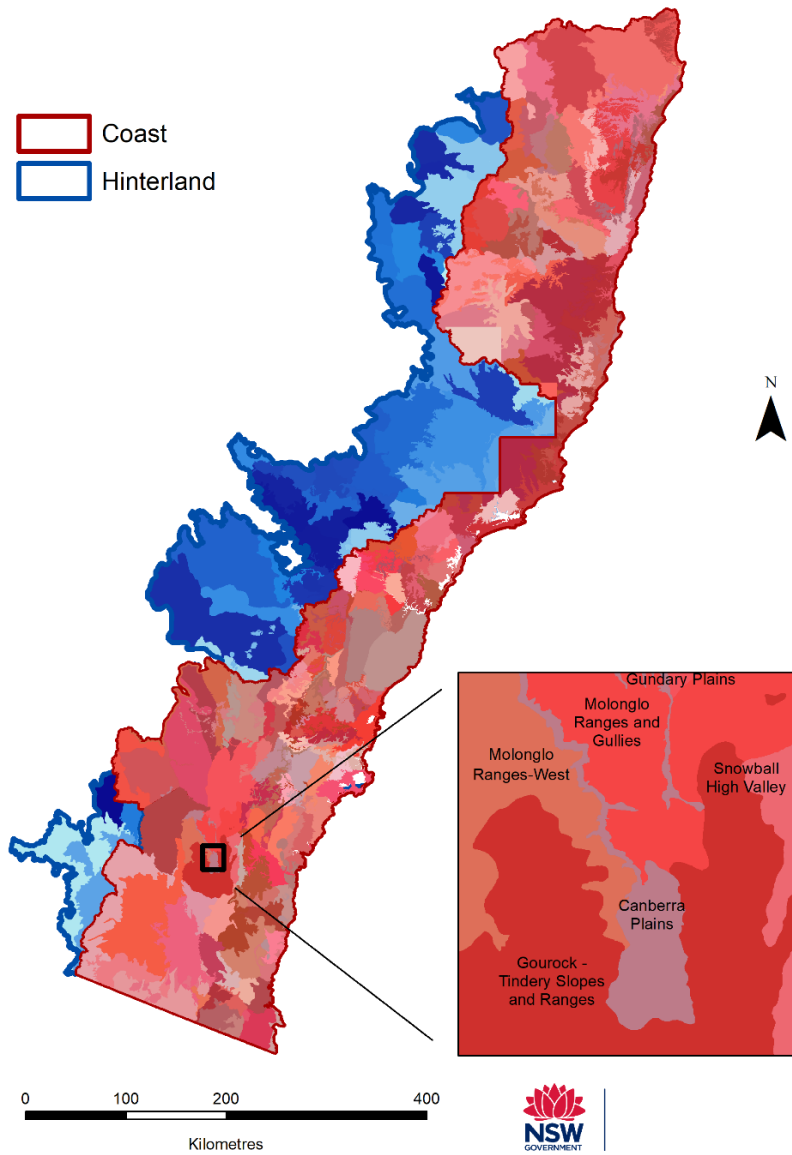 Coast
Hinterland
N
Gundary Plains
Molonglo
Ranges and
Gullies
Molonglo
Ranges-West
Snowball
High Valley
Canberra
Plains
Gourock -
Tindery Slopes
and Ranges
0 100 200 400
Kilometres
NSW
GOVERNMENT